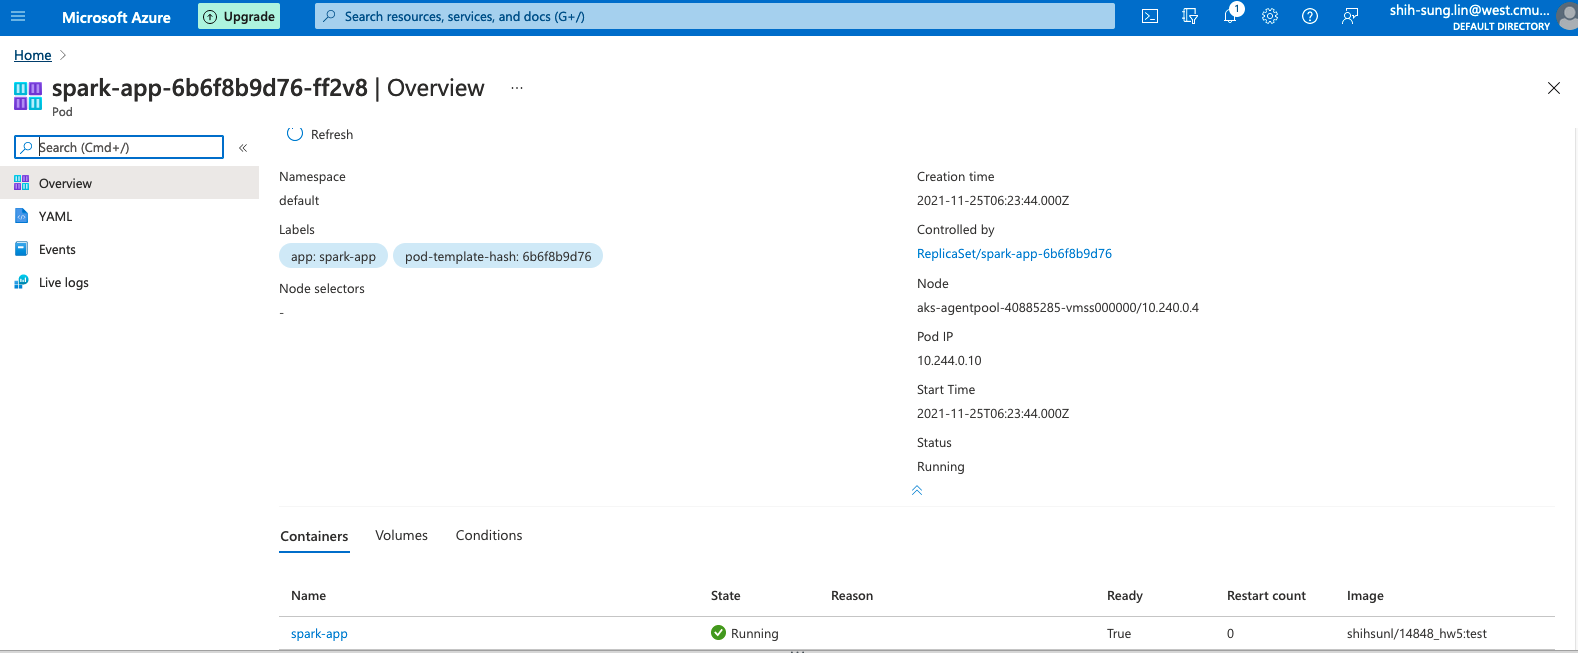 Microsoft Azure
Upgrade
Search resources, services, and docs (G+/)
1
shih-sung.lin@west.cmu...
DEFAULT DIRECTORY
Home
spark-app-6b6f8b9d76-ff2v8 | Overview ...
Pod
Search (Cmd+/)
«
Refresh
Overview
YAML
Events
Live logs
Namespace
default
Labels
app: spark-app pod-template-hash: 6b6f8b9d76
Node selectors
-
Creation time
2021-11-25T06:23:44.000Z
Controlled by
ReplicaSet/spark-app-6b6f8b9d76
Node
aks-agentpool-40885285-vmss000000/10.240.0.4
Pod IP
10.244.0.10
Start Time
2021-11-25T06:23:44.000Z
Status
Running
Containers Volumes Conditions
Name State Reason Ready Restart count Image
spark-app Running True 0 shihsunl/14848_hw5:test